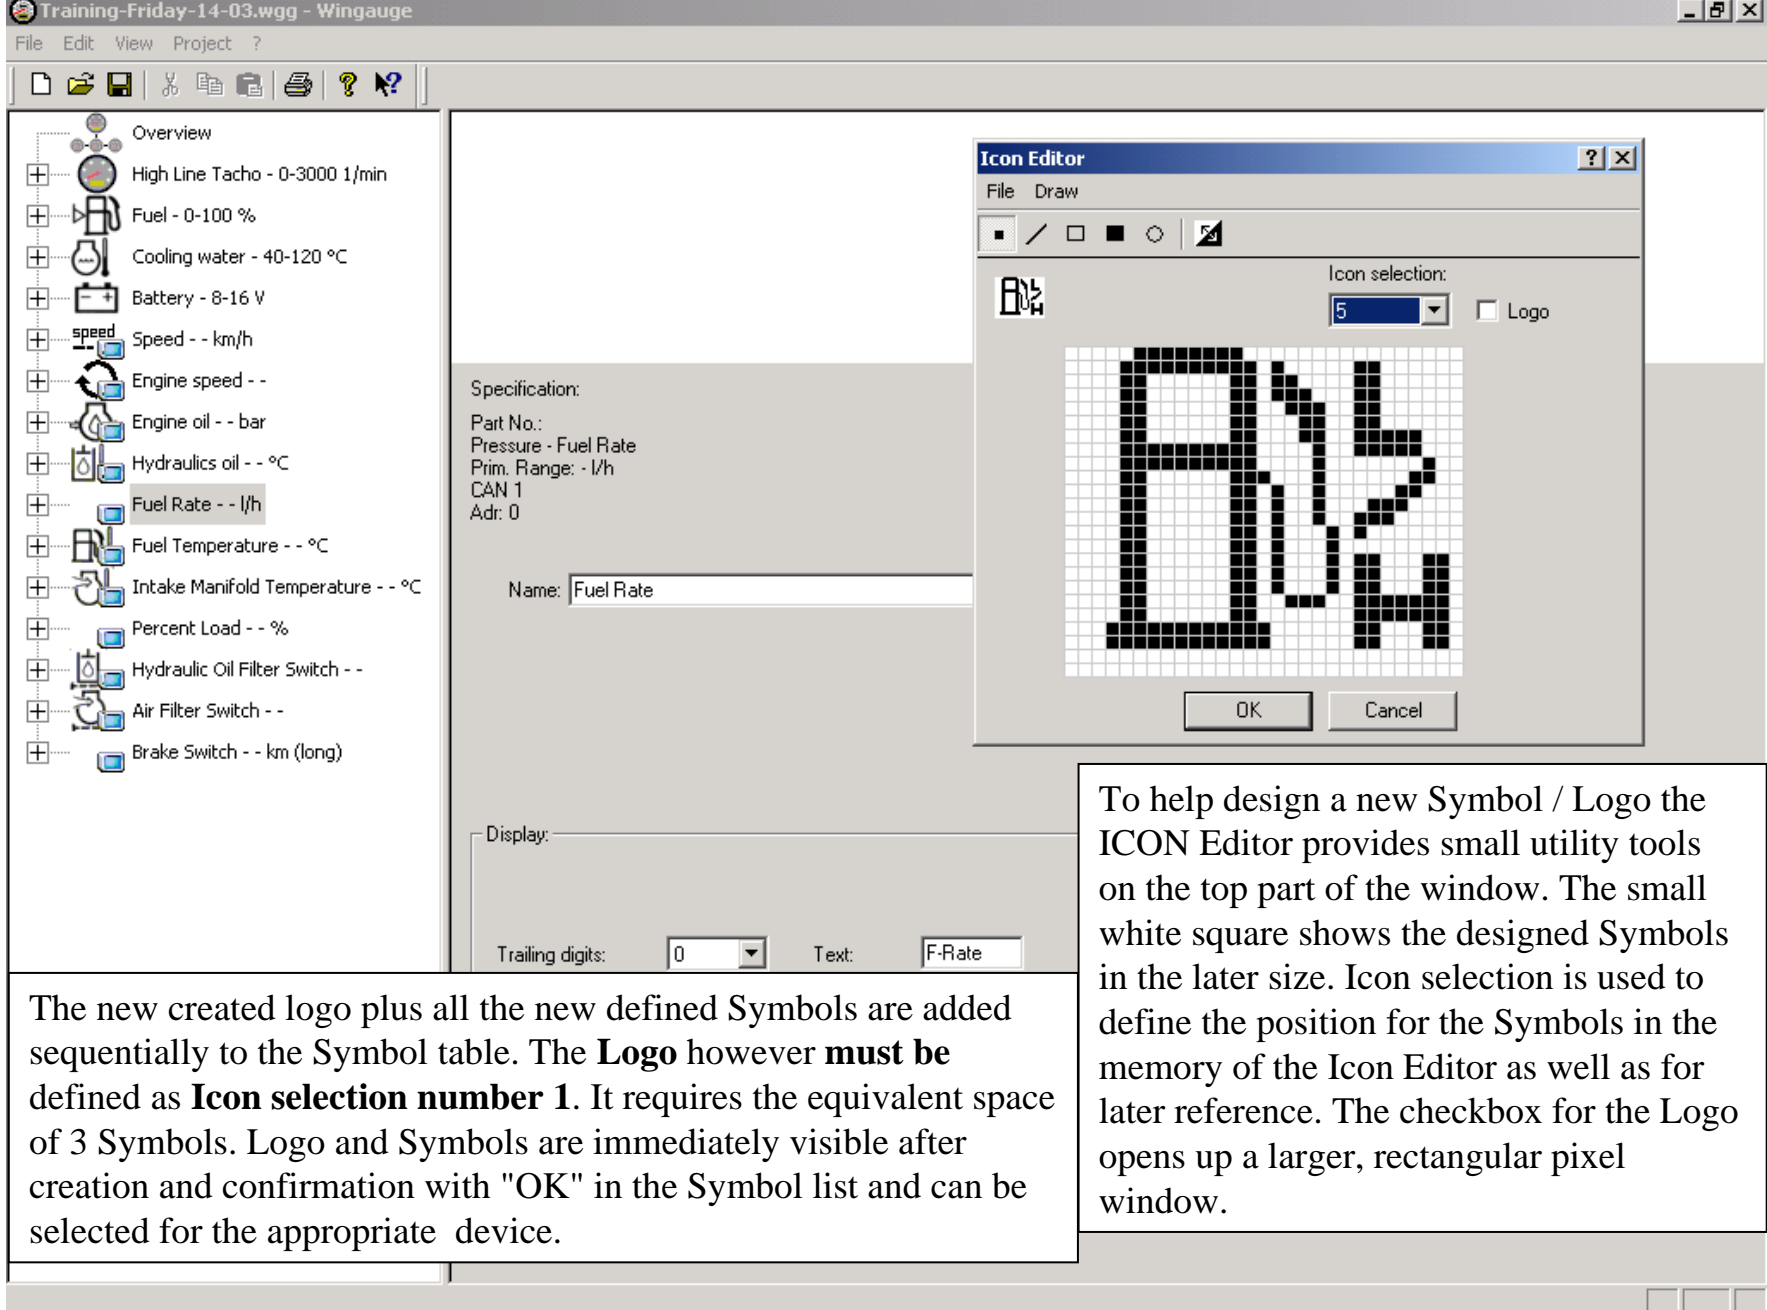 Training-Friday-14-03.wgg - Wingauge
File Edit View Project ?
Overview
High Line Tacho - 0-3000 1/min
Fuel - 0-100 %
Cooling water - 40-120 °C
Battery - 8-16 V
speed
Speed - - km/h
Engine speed - -
Engine oil - - bar
Hydraulics oil - - °C
Fuel Rate - - l/h
Fuel Temperature - - °C
Intake Manifold Temperature - - °C
Percent Load - - %
Hydraulic Oil Filter Switch - -
Air Filter Switch - -
Brake Switch - - km (long)
Specification:
Part No.:
Pressure - Fuel Rate
Prim. Range: - l/h
CAN 1
Adr: 0
Name: Fuel Rate
Display:
Trailing digits: 0 Text: F-Rate
Icon Editor
File Draw
Icon selection:
5 Logo
OK Cancel
To help design a new Symbol / Logo the
ICON Editor provides small utility tools
on the top part of the window. The small
white square shows the designed Symbols
in the later size. Icon selection is used to
define the position for the Symbols in the
memory of the Icon Editor as well as for
later reference. The checkbox for the Logo
opens up a larger, rectangular pixel
window.
The new created logo plus all the new defined Symbols are added
sequentially to the Symbol table. The Logo however must be
defined as Icon selection number 1. It requires the equivalent space
of 3 Symbols. Logo and Symbols are immediately visible after
creation and confirmation with "OK" in the Symbol list and can be
selected for the appropriate device.